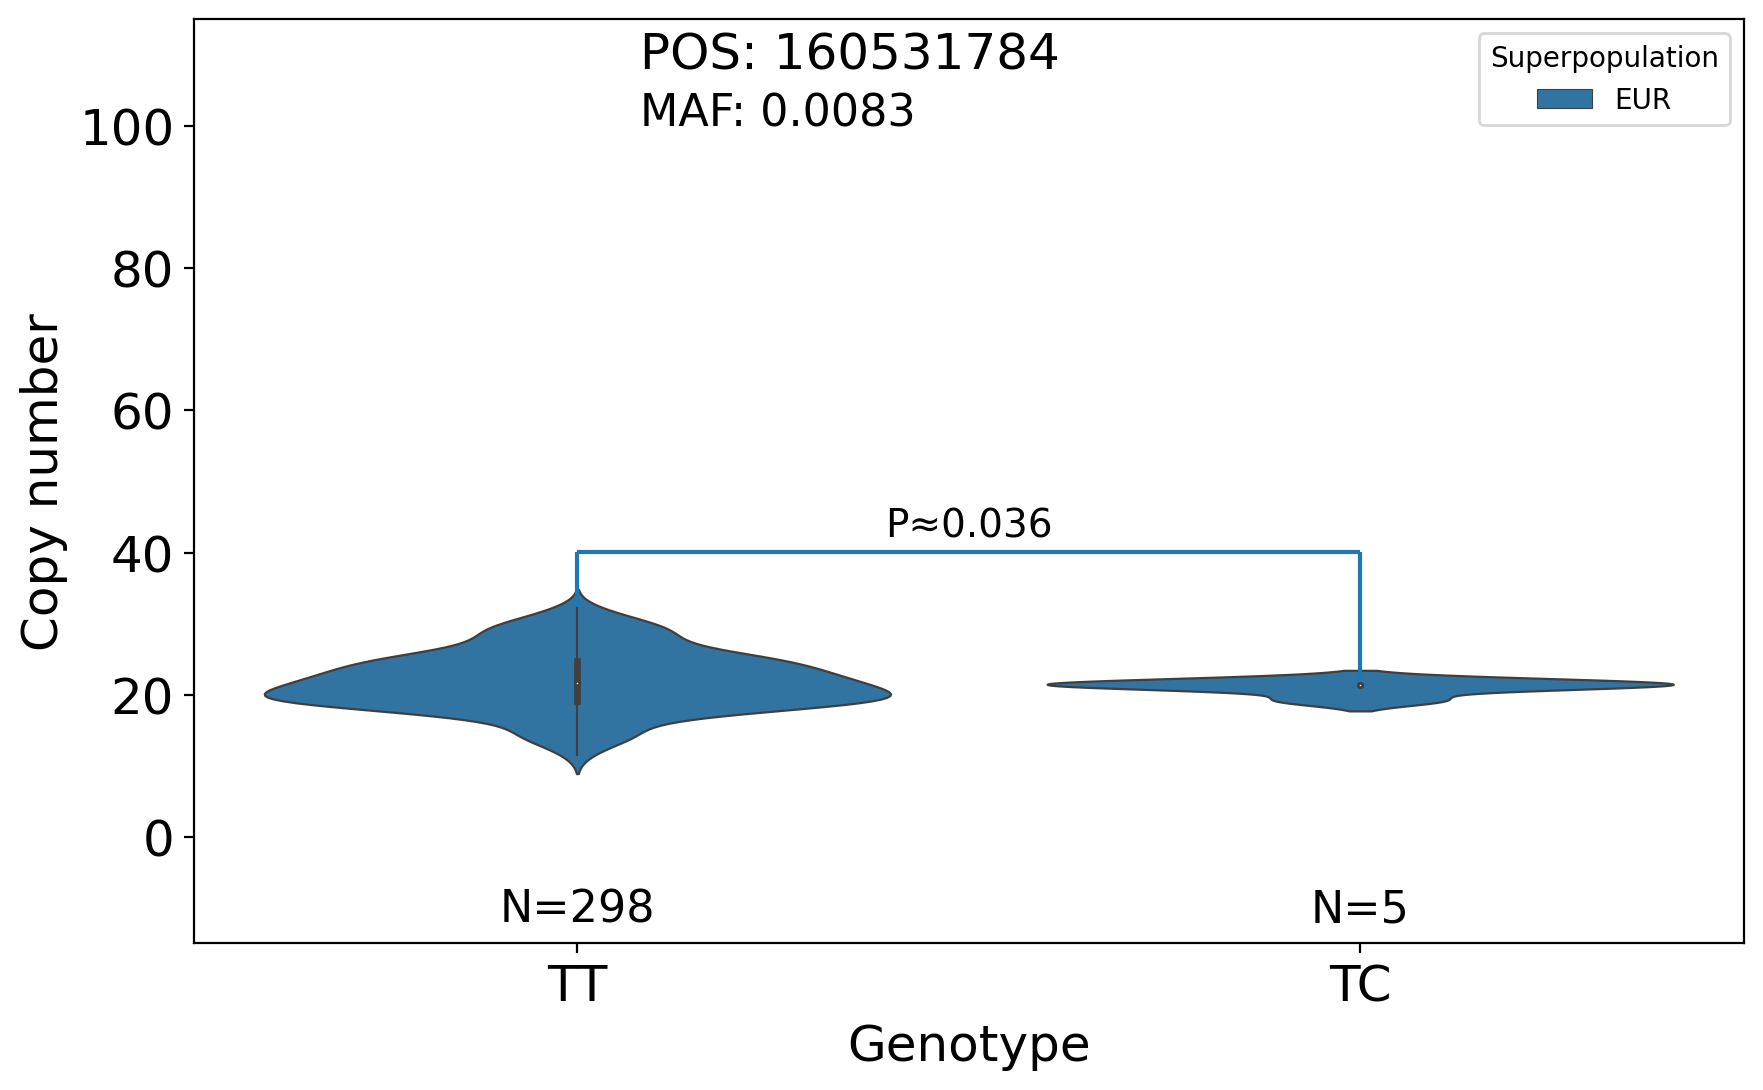 POS: 160531784
MAF: 0.0083
Superpopulation
EUR
Copy number
100
80
60
40
20
0
P≈0.036
N=298
N=5
TT
TC
Genotype